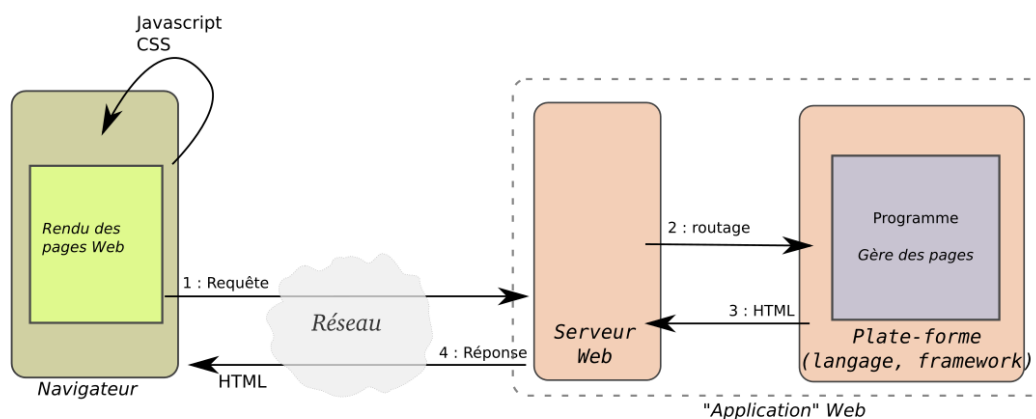 Javascript
CSS
Rendu des
pages Web
1 : Requête
Réseau
4 : Réponse
HTML
Navigateur
2 : routage
3 : HTML
Serveur
Web
Programme
Gère des pages
Plate-forme
(langage, framework)
"Application" Web